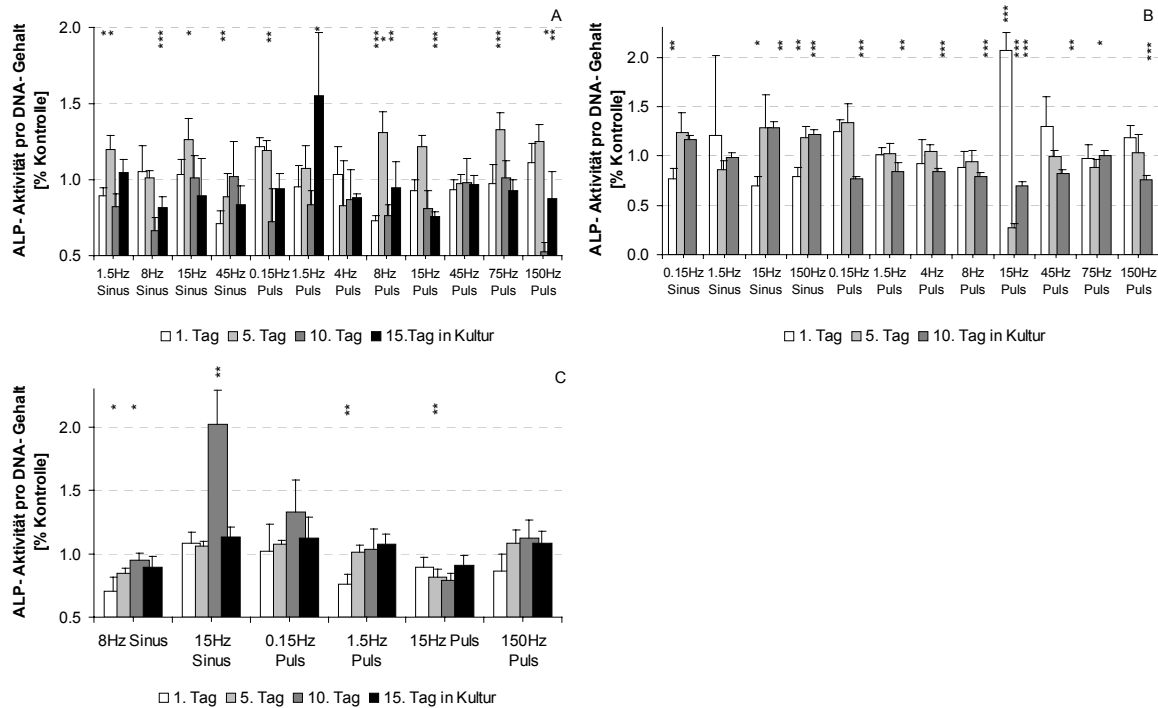 A
ALP- Aktivität pro DNA- Gehalt
[% Kontrolle]
2.0
1.5
1.0
0.5
* * *** * ** ** * *** * ** *** *** * **
1.5Hz Sinus
8Hz Sinus
15Hz Sinus
45Hz Sinus
0.15Hz Puls
1.5Hz Puls
4Hz Puls
8Hz Puls
15Hz Puls
45Hz Puls
75Hz Puls
150Hz Puls
1. Tag 5. Tag 10. Tag 15.Tag in Kultur
B
ALP- Aktivität pro DNA- Gehalt
[% Kontrolle]
2.0
1.5
1.0
0.5
0.0
** * ** ** *** *** ** *** *** *** *** *** ** * ***
0.15Hz Sinus
1.5Hz Sinus
15Hz Sinus
150Hz Sinus
0.15Hz Puls
1.5Hz Puls
4Hz Puls
8Hz Puls
15Hz Puls
45Hz Puls
75Hz Puls
150Hz Puls
1. Tag 5. Tag 10. Tag in Kultur
C
ALP- Aktivität pro DNA- Gehalt
[% Kontrolle]
2.0
1.5
1.0
0.5
* * ** ** **
8Hz Sinus
15Hz Sinus
0.15Hz Puls
1.5Hz Puls
15Hz Puls
150Hz Puls
1. Tag 5. Tag 10. Tag 15. Tag in Kultur